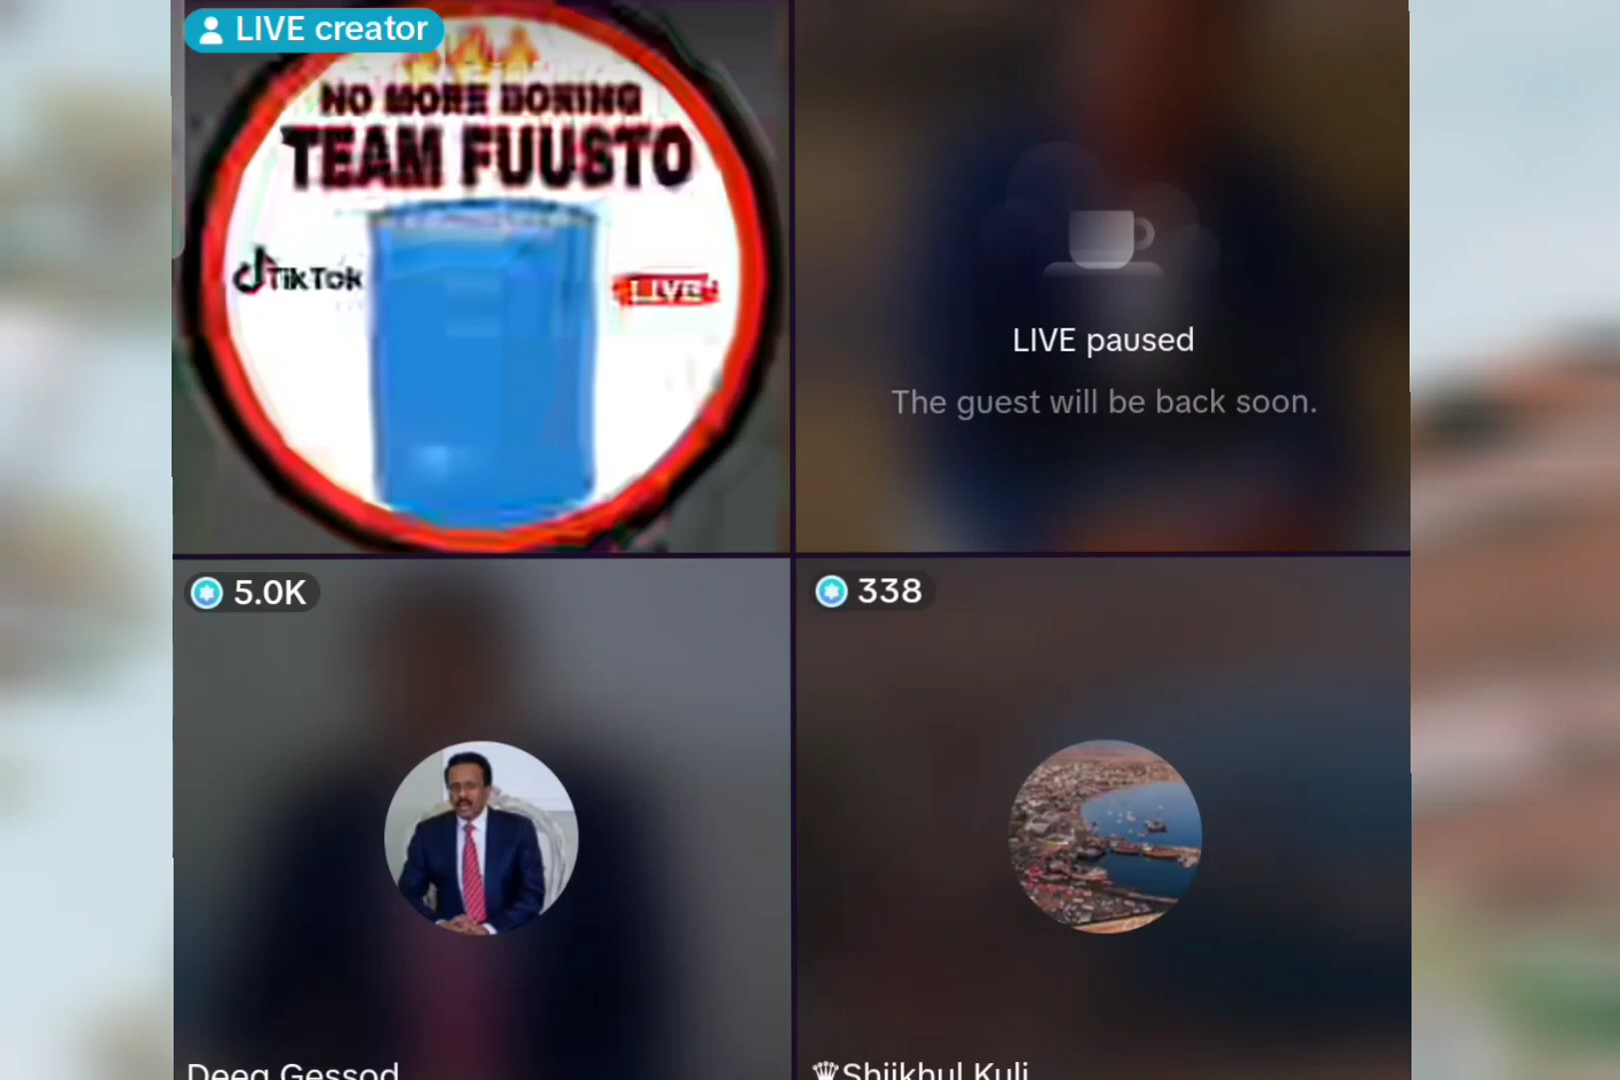 LIVE creator
NO MORE BORING
TEAM FUUSTO
TikTok
LIVE
LIVE paused
The guest will be back soon.
5.0K
338
Deeq Gessod
Shiikhul Kuli